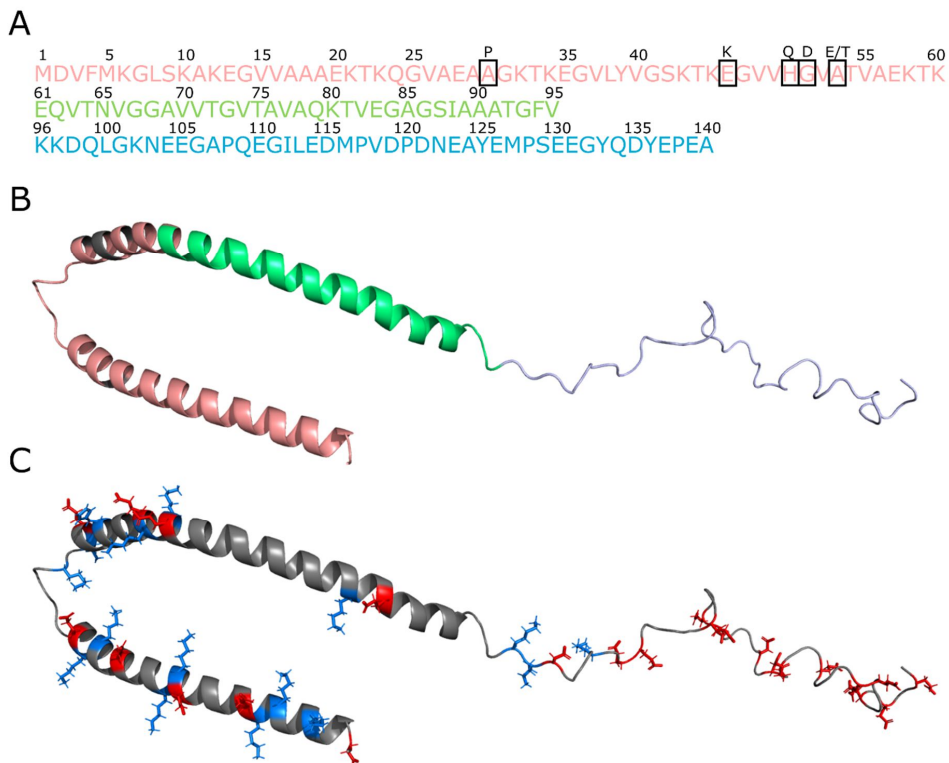 A
P K Q D E/T
1 5 10 15 20 25 35 40 55 60
MDVFMKGLSKAKEGVVAAAEKTKQGVAEAAGKTKEGVLYVGSKTKEGVVHGVATVAEKTK
61 65 70 75 80 85 90 95
EQVTNVGGAVVTGVTAVAQKTVEGAGSIAAATGFV
96 100 105 110 115 120 125 130 135 140
KKDQLGKNEEGAPQEGILEDMPVDPDNEAYEMPSEEGYQDYEPEA
B
C